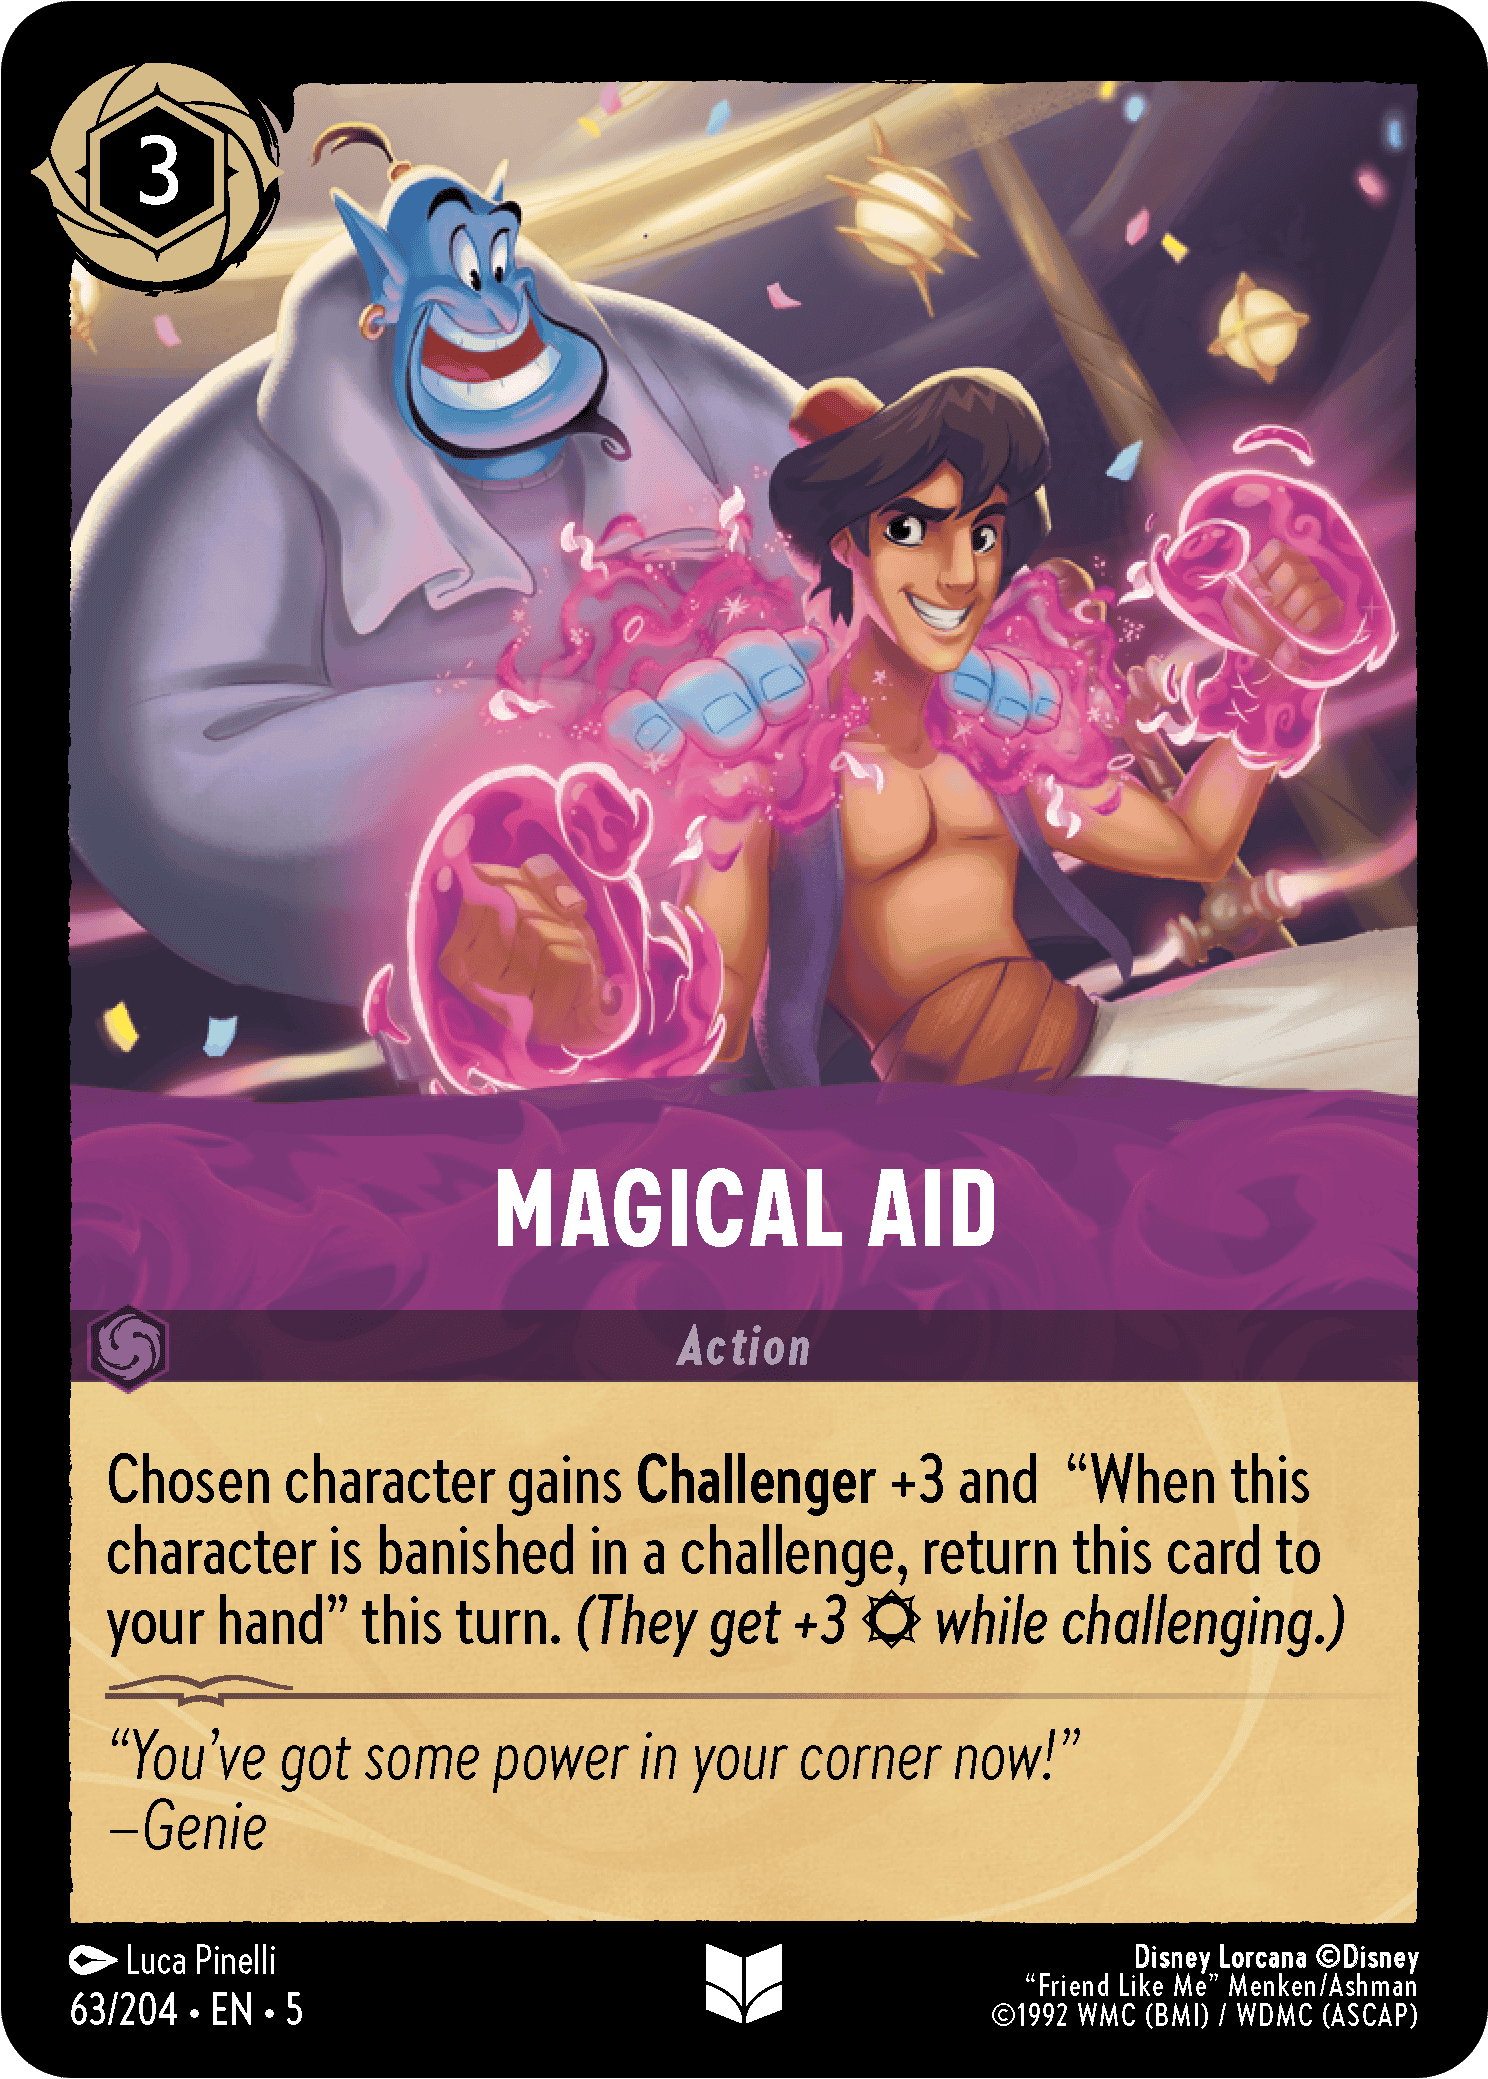 3
MAGICAL AID
Action
Chosen character gains Challenger +3 and “When this
character is banished in a challenge, return this card to
your hand” this turn. (They get +3 while challenging.)
“You’ve got some power in your corner now!”
–Genie
Luca Pinelli
63/204 • EN • 5
Disney Lorcana ©Disney
“Friend Like Me” Menken/Ashman
©1992 WMC (BMI) / WDMC (ASCAP)